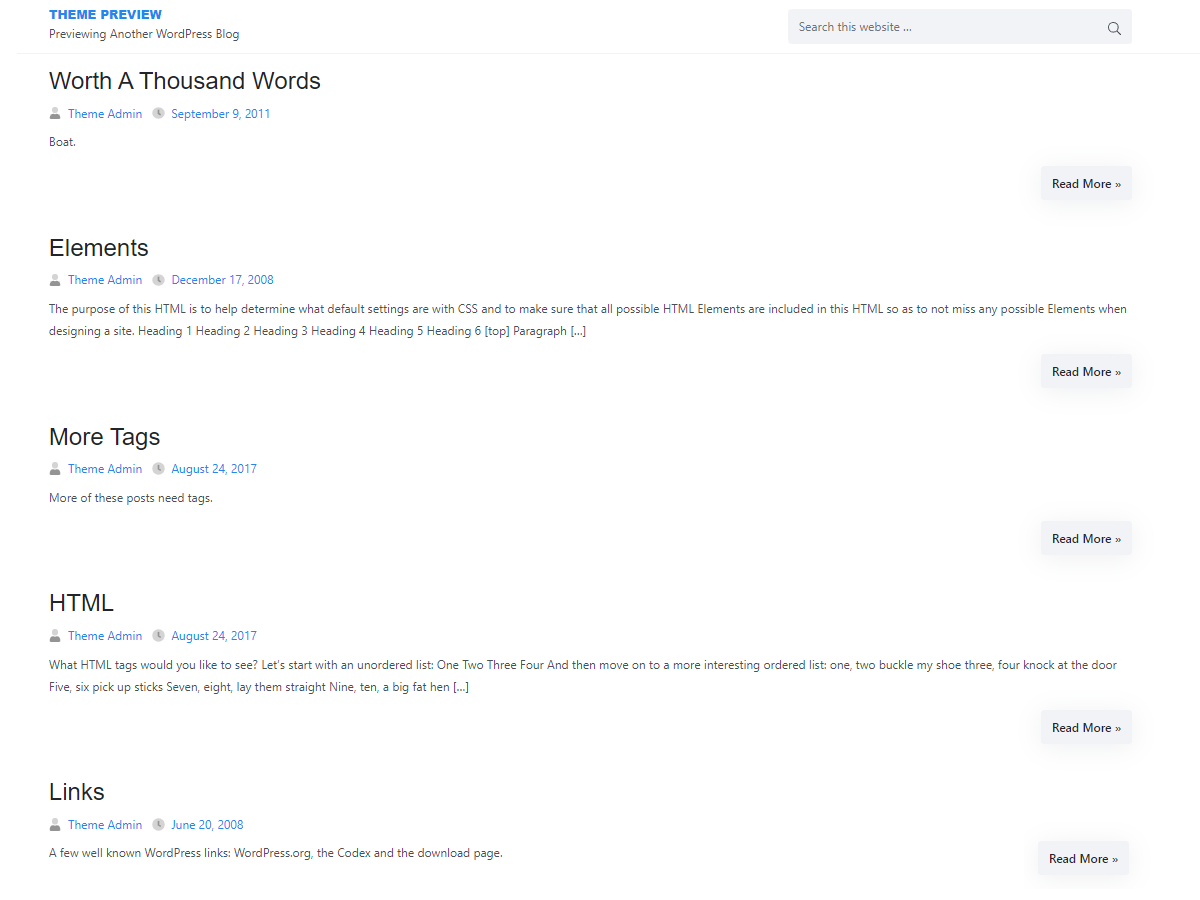 THEME PREVIEW
Previewing Another WordPress Blog
Search this website ...
Worth A Thousand Words
Theme Admin September 9, 2011
Boat.
Read More »
Elements
Theme Admin December 17, 2008
The purpose of this HTML is to help determine what default settings are with CSS and to make sure that all possible HTML Elements are included in this HTML so as to not miss any possible Elements when
designing a site. Heading 1 Heading 2 Heading 3 Heading 4 Heading 5 Heading 6 [top] Paragraph [...]
Read More »
More Tags
Theme Admin August 24, 2017
More of these posts need tags.
Read More »
HTML
Theme Admin August 24, 2017
What HTML tags would you like to see? Let's start with an unordered list: One Two Three Four And then move on to a more interesting ordered list: one, two buckle my shoe three, four knock at the door
Five, six pick up sticks Seven, eight, lay them straight Nine, ten, a big fat hen [...]
Read More »
Links
Theme Admin June 20, 2008
A few well known WordPress links: WordPress.org, the Codex and the download page.
Read More »